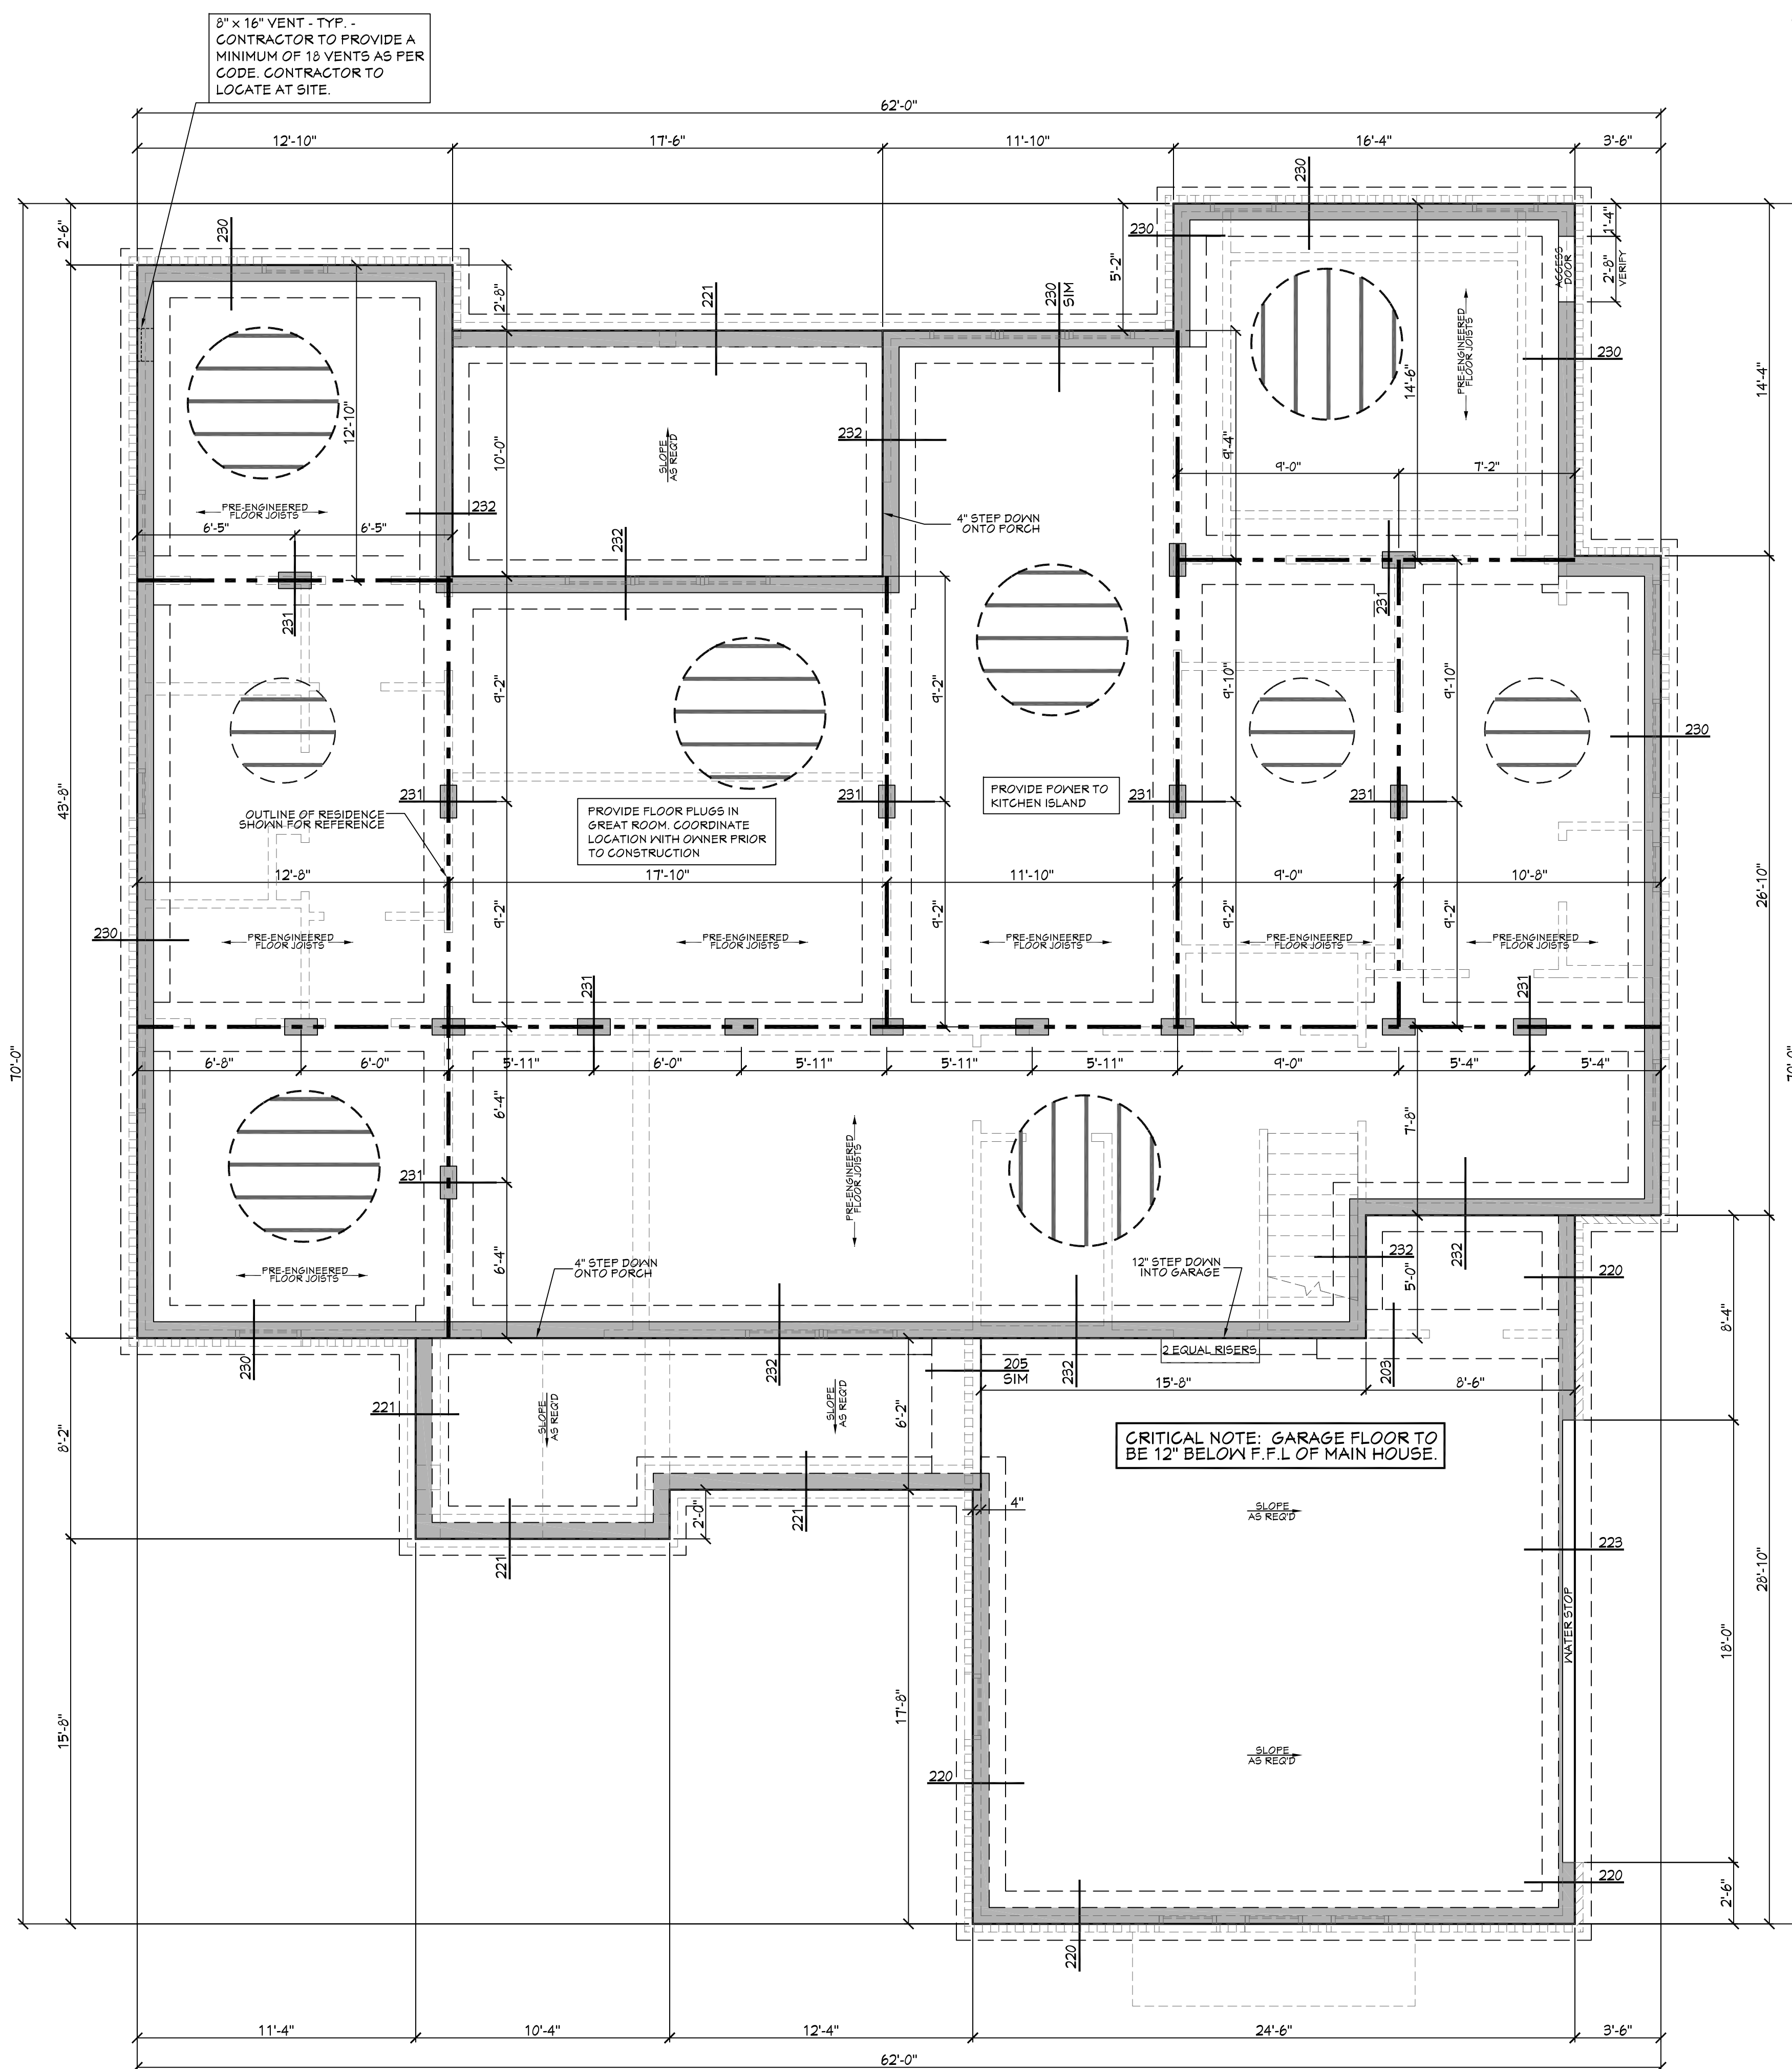 8" x 16" VENT - TYP. -
CONTRACTOR TO PROVIDE A
MINIMUM OF 18 VENTS AS PER
CODE. CONTRACTOR TO
LOCATE AT SITE.
62'-0"
12'-10"
17'-6"
11'-10"
16'-4"
3'-6"
2'-6"
230
230
230
5'-2"
1'-4"
ACCESS
DOOR
2'-8"
VERIFY
2'-8"
221
230
SIM
PRE-ENGINEERED
FLOOR JOISTS
230
14'-6"
14'-4"
12'-10"
10'-0"
SLOPE
AS REQ'D
232
9'-4"
9'-0"
7'-2"
PRE-ENGINEERED
FLOOR JOISTS
232
6'-5"
6'-5"
232
4" STEP DOWN
ONTO PORCH
231
231
9'-2"
9'-2"
9'-10"
9'-10"
230
43'-8"
231
231
231
231
OUTLINE OF RESIDENCE
SHOWN FOR REFERENCE
PROVIDE FLOOR PLUGS IN
GREAT ROOM. COORDINATE
LOCATION WITH OWNER PRIOR
TO CONSTRUCTION
PROVIDE POWER TO
KITCHEN ISLAND
12'-8"
17'-10"
11'-10"
9'-0"
10'-8"
26'-10"
9'-2"
9'-2"
9'-2"
9'-2"
230
PRE-ENGINEERED
FLOOR JOISTS
PRE-ENGINEERED
FLOOR JOISTS
PRE-ENGINEERED
FLOOR JOISTS
PRE-ENGINEERED
FLOOR JOISTS
PRE-ENGINEERED
FLOOR JOISTS
231
231
70'-0"
70'-0"
6'-8"
6'-0"
5'-11"
6'-0"
5'-11"
5'-11"
5'-11"
9'-0"
5'-4"
5'-4"
6'-4"
7'-8"
PRE-ENGINEERED
FLOOR JOISTS
231
6'-4"
PRE-ENGINEERED
FLOOR JOISTS
4" STEP DOWN
ONTO PORCH
12" STEP DOWN
INTO GARAGE
232
232
5'-0"
220
8'-4"
230
232
232
2 EQUAL RISERS
203
205
SIM
15'-8"
8'-6"
221
SLOPE
AS REQ'D
SLOPE
AS REQ'D
6'-2"
8'-2"
CRITICAL NOTE: GARAGE FLOOR TO
BE 12" BELOW F.F.L OF MAIN HOUSE.
2'-0"
221
221
4"
SLOPE
AS REQ'D
223
28'-10"
WATER STOP
18'-0"
15'-8"
17'-8"
SLOPE
AS REQ'D
220
220
220
2'-6"
11'-4"
10'-4"
12'-4"
24'-6"
3'-6"
62'-0"